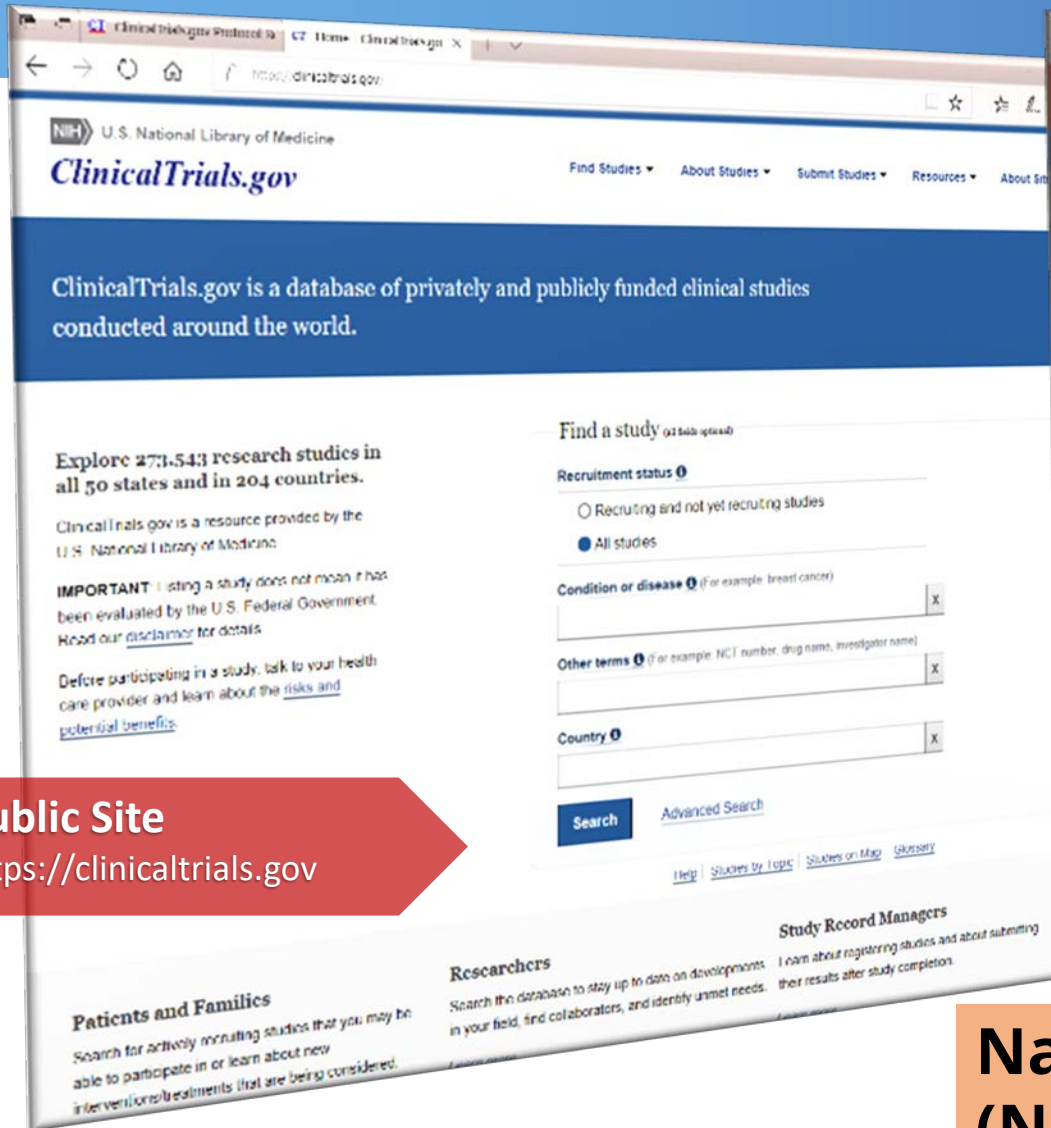 ClinicalTrials.gov Protocol
Home - ClinicalTrials.gov
https://clinicaltrials.gov/
NIH U.S. National Library of Medicine
ClinicalTrials.gov
Find Studies About Studies Submit Studies Resources About
ClinicalTrials.gov is a database of privately and publicly funded clinical studies
conducted around the world.
Explore 273,543 research studies in
all 50 states and in 204 countries.
ClinicalTrials.gov is a resource provided by the
U.S. National Library of Medicine.
IMPORTANT: Listing a study does not mean it has
been evaluated by the U.S. Federal Government.
Read our disclaimer for details.
Before participating in a study, talk to your health
care provider and learn about the risks and
potential benefits.
Find a study (all fields optional)
Recruitment status
Recruiting and not yet recruiting studies
All studies
Condition or disease (For example: breast cancer)
X
Other terms (For example: NCT number, drug name, investigator name)
X
Country
X
Search Advanced Search
Help Studies by Topic Studies on Map Glossary
ublic Site
tps://clinicaltrials.gov
Patients and Families
Search for actively recruiting studies that you may be
able to participate in or learn about new
interventions/treatments that are being considered.
Researchers
Search the database to stay up to date on developments
in your field, find collaborators, and identify unmet needs.
Learn more
Study Record Managers
Learn about registering studies and about submitting
their results after study completion.
Learn more
Na
(N